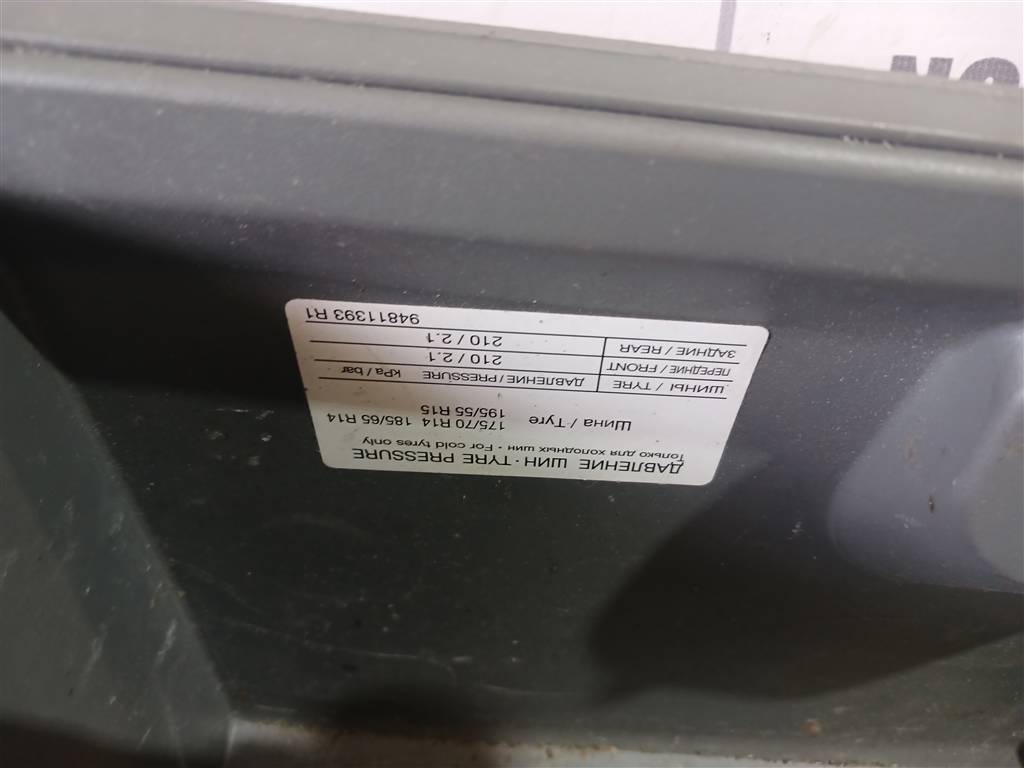 ДАВЛЕНИЕ ШИН · TYRE PRESSURE
Только для холодных шин · For cold tyres only
Шина / Tyre 175/70 R14 185/65 R14
195/55 R15
ШИНЫ / TYRE ДАВЛЕНИЕ / PRESSURE kPa / bar
ПЕРЕДНИЕ / FRONT 210 / 2.1
ЗАДНИЕ / REAR 210 / 2.1
94811393 R1